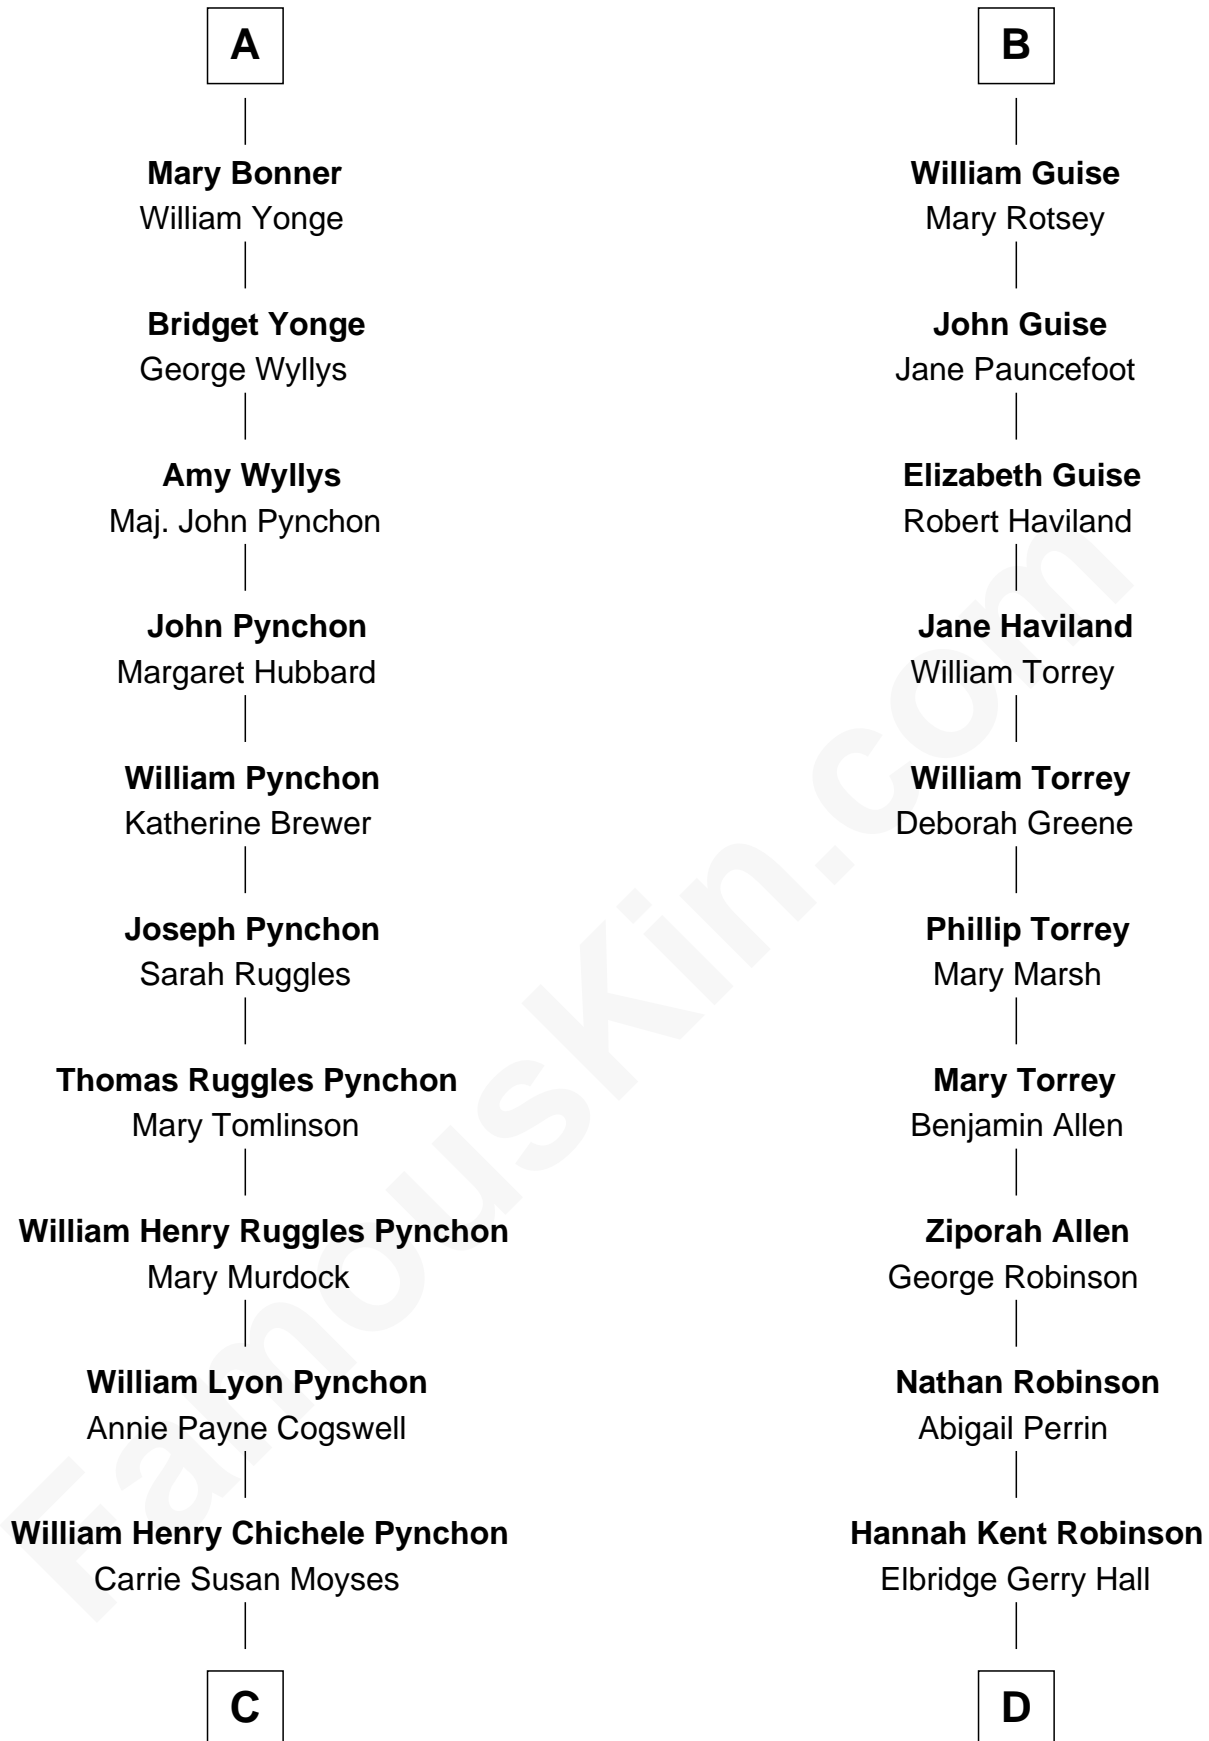 A
Mary Bonner
William Yonge
Bridget Yonge
George Wyllys
Amy Wyllys
Maj. John Pynchon
John Pynchon
Margaret Hubbard
William Pynchon
Katherine Brewer
Joseph Pynchon
Sarah Ruggles
Thomas Ruggles Pynchon
Mary Tomlinson
William Henry Ruggles Pynchon
Mary Murdock
William Lyon Pynchon
Annie Payne Cogswell
William Henry Chichele Pynchon
Carrie Susan Moyses
C
B
William Guise
Mary Rotsey
John Guise
Jane Pauncefoot
Elizabeth Guise
Robert Haviland
Jane Haviland
William Torrey
William Torrey
Deborah Greene
Phillip Torrey
Mary Marsh
Mary Torrey
Benjamin Allen
Ziporah Allen
George Robinson
Nathan Robinson
Abigail Perrin
Hannah Kent Robinson
Elbridge Gerry Hall
D
FamousKin.com